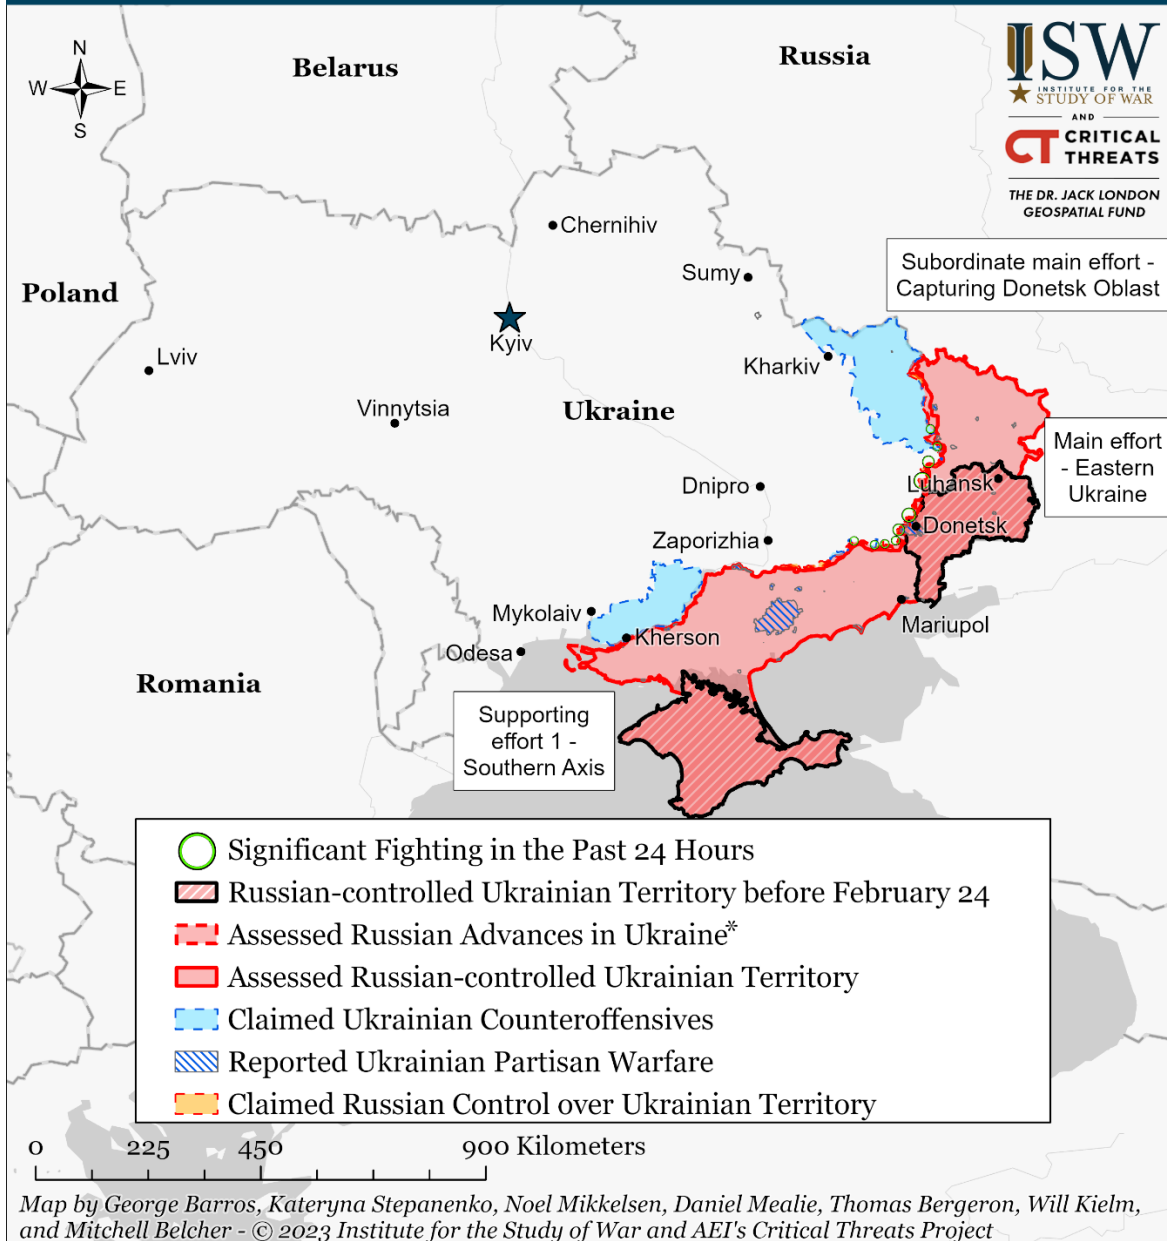 N
W
E
S
Belarus
Russia
ISW
INSTITUTE FOR THE
STUDY OF WAR
AND
CT CRITICAL
THREATS
THE DR. JACK LONDON
GEOSPATIAL FUND
Chernihiv
Sumy
Subordinate main effort -
Capturing Donetsk Oblast
Poland
Kyiv
Lviv
Kharkiv
Vinnytsia
Ukraine
Main effort
- Eastern
Ukraine
Luhansk
Dnipro
Donetsk
Zaporizhia
Mykolaiv
Mariupol
Kherson
Odesa
Romania
Supporting
effort 1 -
Southern Axis
Significant Fighting in the Past 24 Hours
Russian-controlled Ukrainian Territory before February 24
Assessed Russian Advances in Ukraine*
Assessed Russian-controlled Ukrainian Territory
Claimed Ukrainian Counteroffensives
Reported Ukrainian Partisan Warfare
Claimed Russian Control over Ukrainian Territory
0 225 450 900 Kilometers
Map by George Barros, Kateryna Stepanenko, Noel Mikkelsen, Daniel Mealie, Thomas Bergeron, Will Kielm,
and Mitchell Belcher - © 2023 Institute for the Study of War and AEI's Critical Threats Project